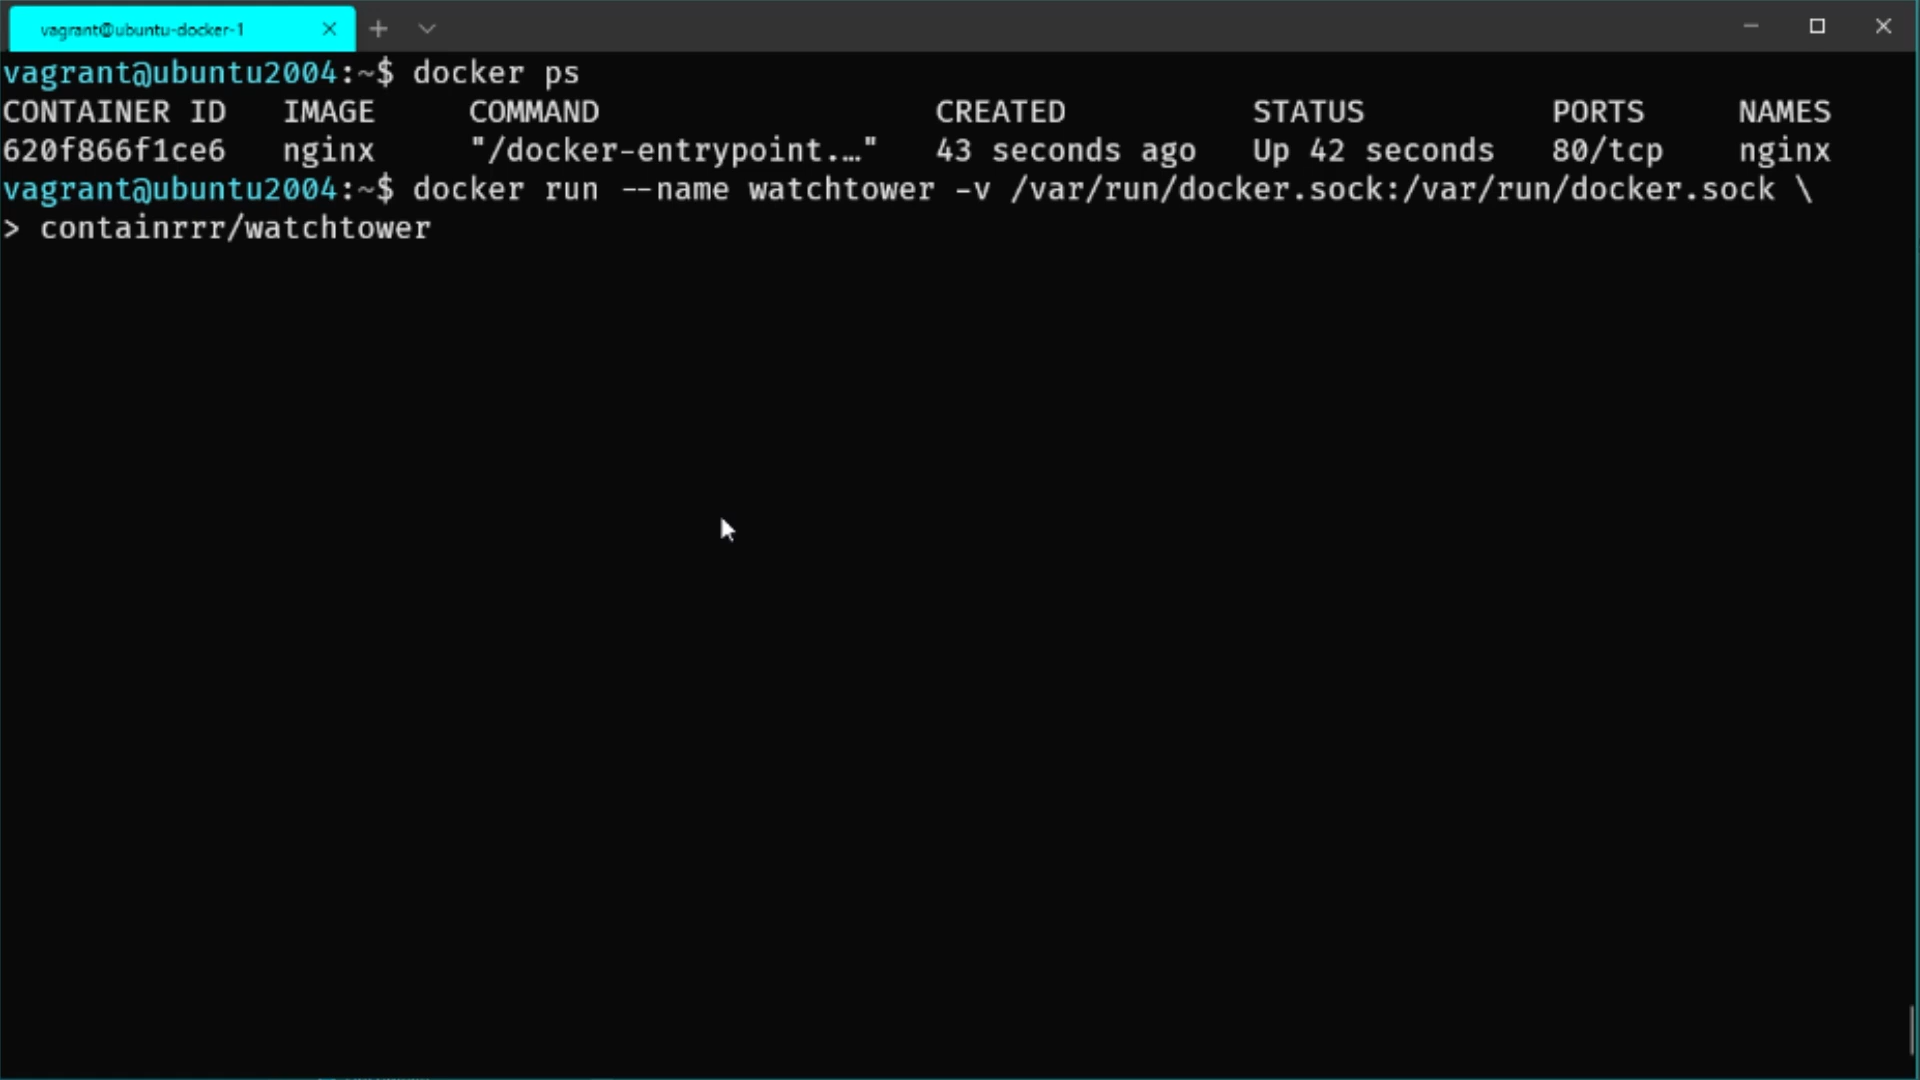 vagrant@ubuntu-docker-1
vagrant@ubuntu2004:~$ docker ps
CONTAINER ID   IMAGE     COMMAND                  CREATED          STATUS          PORTS     NAMES
620f866f1ce6   nginx     "/docker-entrypoint.…"   43 seconds ago   Up 42 seconds   80/tcp    nginx
vagrant@ubuntu2004:~$ docker run --name watchtower -v /var/run/docker.sock:/var/run/docker.sock \
> containrrr/watchtower